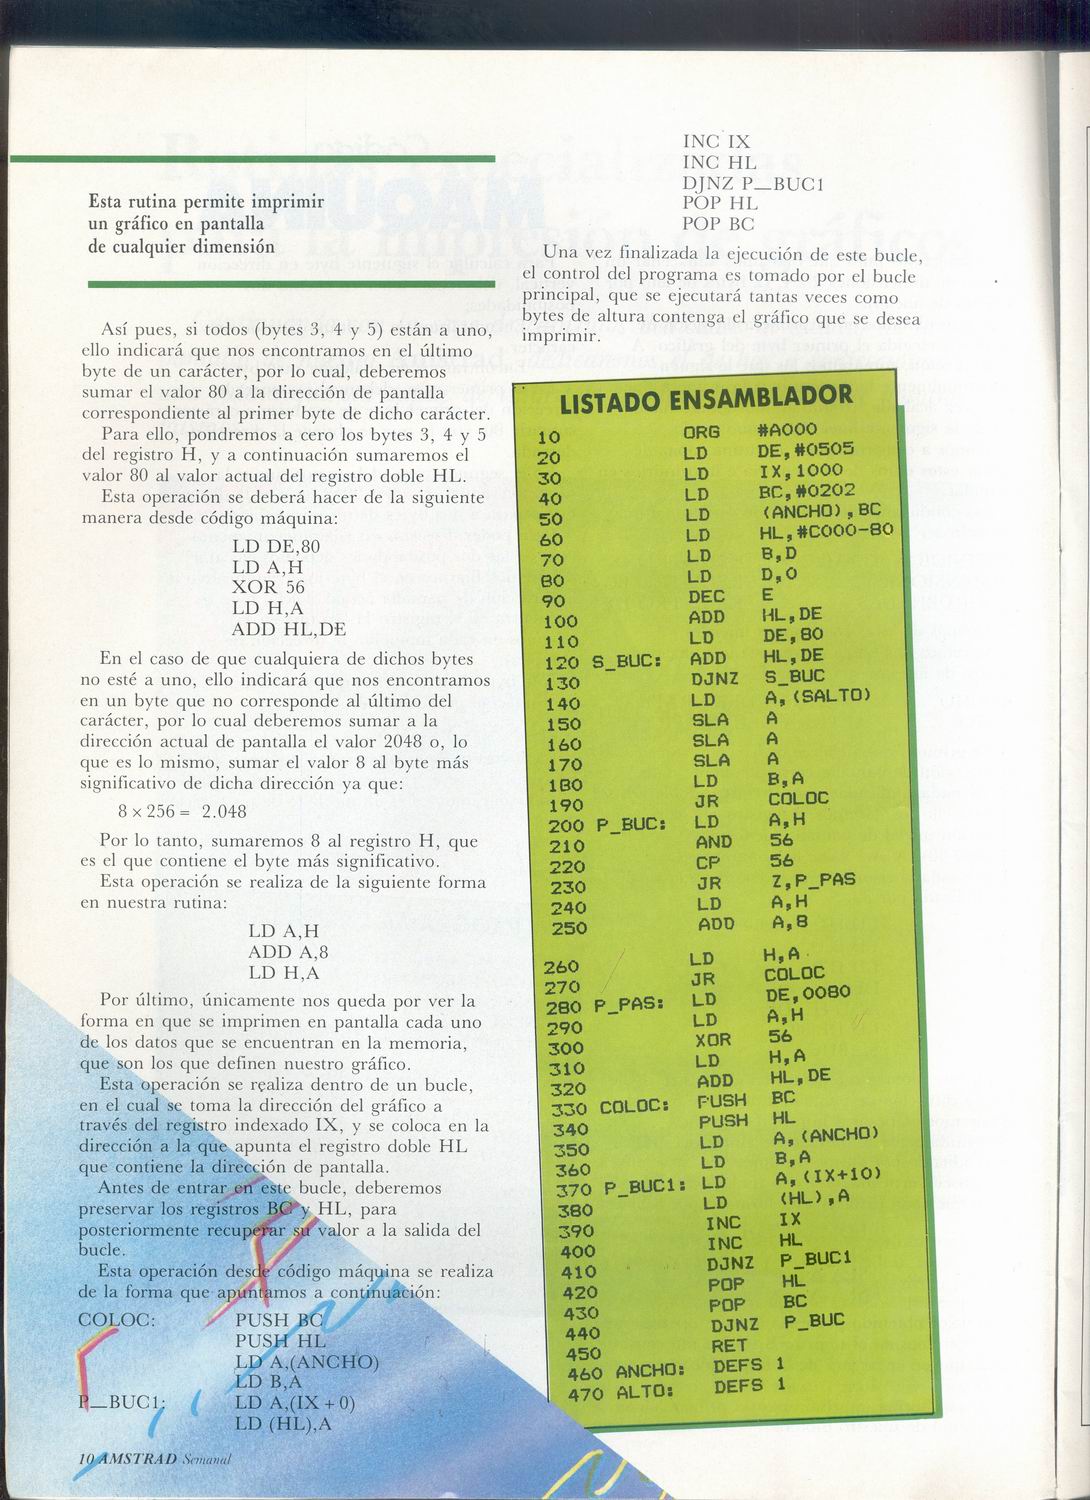 Esta rutina permite imprimir
un gráfico en pantalla
de cualquier dimensión
Así pues, si todos (bytes 3, 4 y 5) están a uno,
ello indicará que nos encontramos en el último
byte de un carácter, por lo cual, deberemos
sumar el valor 80 a la dirección de pantalla
correspondiente al primer byte de dicho carácter.
Para ello, pondremos a cero los bytes 3, 4 y 5
del registro H, y a continuación sumaremos el
valor 80 al valor actual del registro doble HL.
Esta operación se deberá hacer de la siguiente
manera desde código máquina:
LD DE,80
LD A,H
XOR 56
LD H,A
ADD HL,DE
En el caso de que cualquiera de dichos bytes
no esté a uno, ello indicará que nos encontramos
en un byte que no corresponde al último del
carácter, por lo cual deberemos sumar a la
dirección actual de pantalla el valor 2048 o, lo
que es lo mismo, sumar el valor 8 al byte más
significativo de dicha dirección ya que:
8 × 256 = 2.048
Por lo tanto, sumaremos 8 al registro H, que
es el que contiene el byte más significativo.
Esta operación se realiza de la siguiente forma
en nuestra rutina:
LD A,H
ADD A,8
LD H,A
Por último, únicamente nos queda por ver la
forma en que se imprimen en pantalla cada uno
de los datos que se encuentran en la memoria,
que son los que definen nuestro gráfico.
Esta operación se realiza dentro de un bucle,
en el cual se toma la dirección del gráfico a
través del registro indexado IX, y se coloca en la
dirección a la que apunta el registro doble HL
que contiene la dirección de pantalla.
Antes de entrar en este bucle, deberemos
preservar los registros BC y HL, para
posteriormente recuperar su valor a la salida del
bucle.
Esta operación desde código máquina se realiza
de la forma que apuntamos a continuación:
COLOC: PUSH BC
PUSH HL
LD A,(ANCHO)
LD B,A
P—BUC1: LD A,(IX + 0)
LD (HL),A
INC IX
INC HL
DJNZ P—BUC1
POP HL
POP BC
Una vez finalizada la ejecución de este bucle,
el control del programa es tomado por el bucle
principal, que se ejecutará tantas veces como
bytes de altura contenga el gráfico que se desea
imprimir.
LISTADO ENSAMBLADOR
10 ORG #A000
20 LD DE,#0505
30 LD IX,1000
40 LD BC,#0202
50 LD (ANCHO),BC
60 LD HL,#C000-80
70 LD B,D
80 LD D,0
90 DEC E
100 ADD HL,DE
110 LD DE,80
120 S_BUC: ADD HL,DE
130 DJNZ S_BUC
140 LD A,(SALTO)
150 SLA A
160 SLA A
170 SLA A
180 LD B,A
190 JR COLOC
200 P_BUC: LD A,H
210 AND 56
220 CP 56
230 JR Z,P_PAS
240 LD A,H
250 ADD A,8
260 LD H,A
270 JR COLOC
280 P_PAS: LD DE,0080
290 LD A,H
300 XOR 56
310 LD H,A
320 ADD HL,DE
330 COLOC: PUSH BC
340 PUSH HL
350 LD A,(ANCHO)
360 LD B,A
370 P_BUC1: LD A,(IX+10)
380 LD (HL),A
390 INC IX
400 INC HL
410 DJNZ P_BUC1
420 POP HL
430 POP BC
440 DJNZ P_BUC
450 RET
460 ANCHO: DEFS 1
470 ALTO: DEFS 1
10 AMSTRAD Semanal